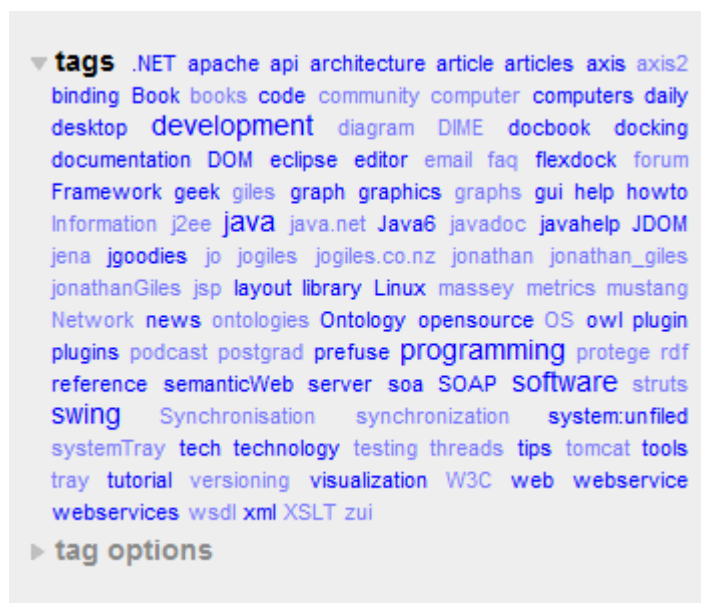 tags .NET apache api architecture article articles axis axis2
binding Book books code community computer computers daily
desktop development diagram DIME docbook docking
documentation DOM eclipse editor email faq flexdock forum
Framework geek giles graph graphics graphs gui help howto
Information j2ee java java.net Java6 javadoc javahelp JDOM
jena jgoodies jo jogiles jogiles.co.nz jonathan jonathan_giles
jonathanGiles jsp layout library Linux massey metrics mustang
Network news ontologies Ontology opensource OS owl plugin
plugins podcast postgrad prefuse programming protege rdf
reference semanticWeb server soa SOAP software struts
swing Synchronisation synchronization system:unfiled
systemTray tech technology testing threads tips tomcat tools
tray tutorial versioning visualization W3C web webservice
webservices wsdl xml XSLT zui
tag options